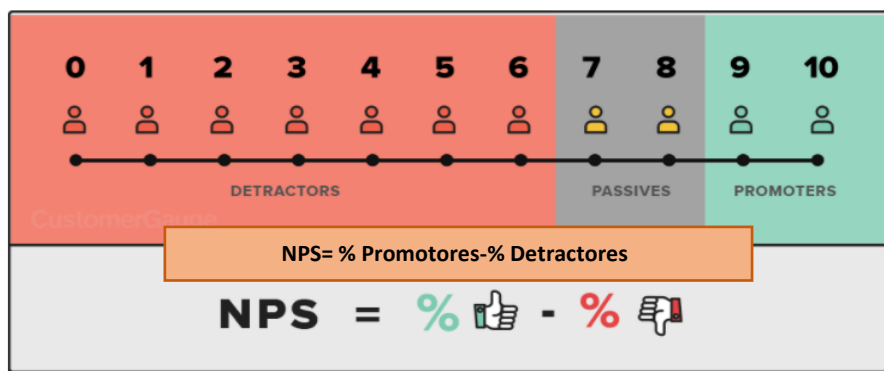 0 1 2 3 4 5 6 7 8 9 10
DETRACTORS PASSIVES PROMOTERS
CustomerGauge
NPS= % Promotores-% Detractores
NPS = % - %